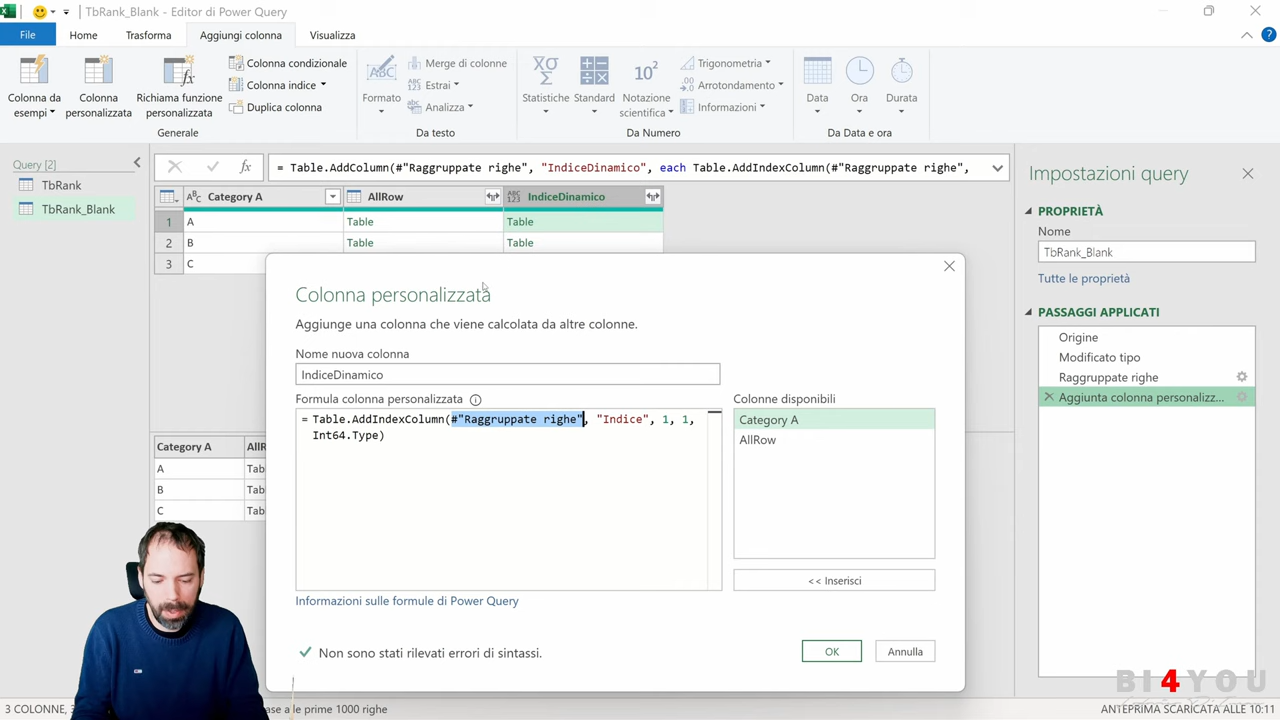 TbRank_Blank - Editor di Power Query
File
Home
Trasforma
Aggiungi colonna
Visualizza
Colonna da esempi
Colonna personalizzata
Richiama funzione personalizzata
Colonna condizionale
Colonna indice
Duplica colonna
Generale
Formato
Merge di colonne
Estrai
Analizza
Da testo
Statistiche
Standard
Notazione scientifica
Trigonometria
Arrotondamento
Informazioni
Da Numero
Data
Ora
Durata
Da Data e ora
Query [2]
TbRank
TbRank_Blank
= Table.AddColumn(#"Raggruppate righe", "IndiceDinamico", each Table.AddIndexColumn(#"Raggruppate righe",
Category A AllRow IndiceDinamico
1 A Table Table
2 B Table Table
3 C
Colonna personalizzata
Aggiunge una colonna che viene calcolata da altre colonne.
Nome nuova colonna
IndiceDinamico
Formula colonna personalizzata
= Table.AddIndexColumn(#"Raggruppate righe", "Indice", 1, 1,
Int64.Type)
Colonne disponibili
Category A
AllRow
<< Inserisci
Informazioni sulle formule di Power Query
Non sono stati rilevati errori di sintassi.
OK
Annulla
Category A
A
B
C
Impostazioni query
PROPRIETÀ
Nome
TbRank_Blank
Tutte le proprietà
PASSAGGI APPLICATI
Origine
Modificato tipo
Raggruppate righe
Aggiunta colonna personalizz...
BI4YOU
3 COLONNE, 3
ase a le prime 1000 righe
ANTEPRIMA SCARICATA ALLE 10:11